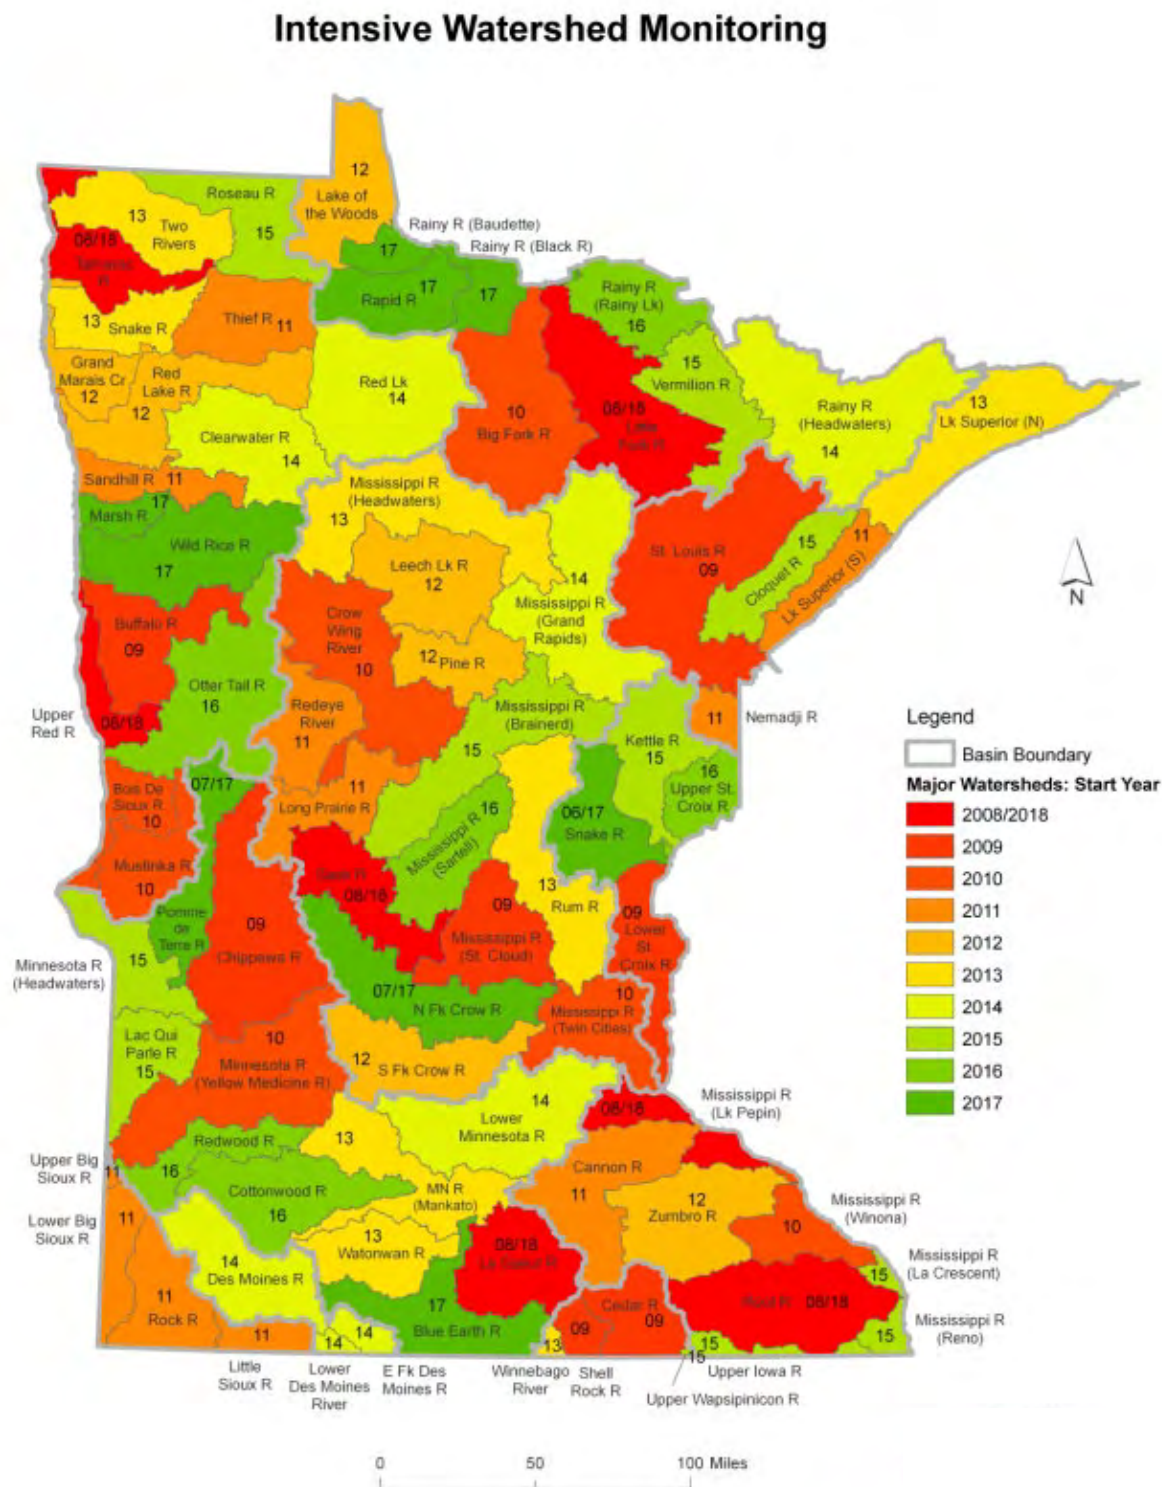 Intensive Watershed Monitoring
12
Lake of
the Woods
Roseau R
15
13
Two
Rivers
08/18
Tamarac
R
Rainy R (Baudette)
17
Rainy R (Black R)
17
Rapid R
17
Rainy R
(Rainy Lk)
16
13
Snake R
Thief R
11
15
Vermilion R
Grand
Marais Cr
12
Red
Lake R
12
Red Lk
14
10
Big Fork R
08/18
Little
Fork R
Rainy R
(Headwaters)
14
13
Lk Superior (N)
Clearwater R
14
Sandhill R
11
Mississippi R
(Headwaters)
13
17
Marsh R
Wild Rice R
17
Leech Lk R
12
14
Mississippi R
(Grand
Rapids)
St. Louis R
09
15
Cloquet R
11
Lk Superior (S)
N
Buffalo R
09
Crow
Wing
River
10
12
Pine R
Otter Tail R
16
Upper
Red R
08/18
Redeye
River
11
Mississippi R
(Brainerd)
15
Kettle R
15
11
Nemadji R
16
Upper St.
Croix R
Bois De
Sioux R
10
07/17
11
Long Prairie R
16
Mississippi R
(Sartell)
06/17
Snake R
Mustinka R
10
Sauk R
08/18
Pomme
de
Terre R
09
Chippewa R
09
Mississippi R
(St. Cloud)
13
Rum R
09
Lower
St.
Croix R
Minnesota R
(Headwaters)
15
07/17
N Fk Crow R
10
Mississippi R
(Twin Cities)
Lac Qui
Parle R
15
10
Minnesota R
(Yellow Medicine R)
12
S Fk Crow R
14
Lower
Minnesota R
08/18
Mississippi R
(Lk Pepin)
Redwood R
16
13
MN R
(Mankato)
Cannon R
11
12
Zumbro R
10
Mississippi R
(Winona)
Upper Big
Sioux R
11
Cottonwood R
16
Lower Big
Sioux R
11
13
Watonwan R
08/18
Le Sueur R
14
Des Moines R
15
Mississippi R
(La Crescent)
11
Rock R
17
Blue Earth R
Cedar R
09
Root R
08/18
15
Mississippi R
(Reno)
11
14
14
13
09
15
15
Little
Sioux R
Lower
Des Moines
River
E Fk Des
Moines R
Winnebago
River
Shell
Rock R
Upper Iowa R
Upper Wapsipinicon R
Legend
Basin Boundary
Major Watersheds: Start Year
2008/2018
2009
2010
2011
2012
2013
2014
2015
2016
2017
0
50
100 Miles